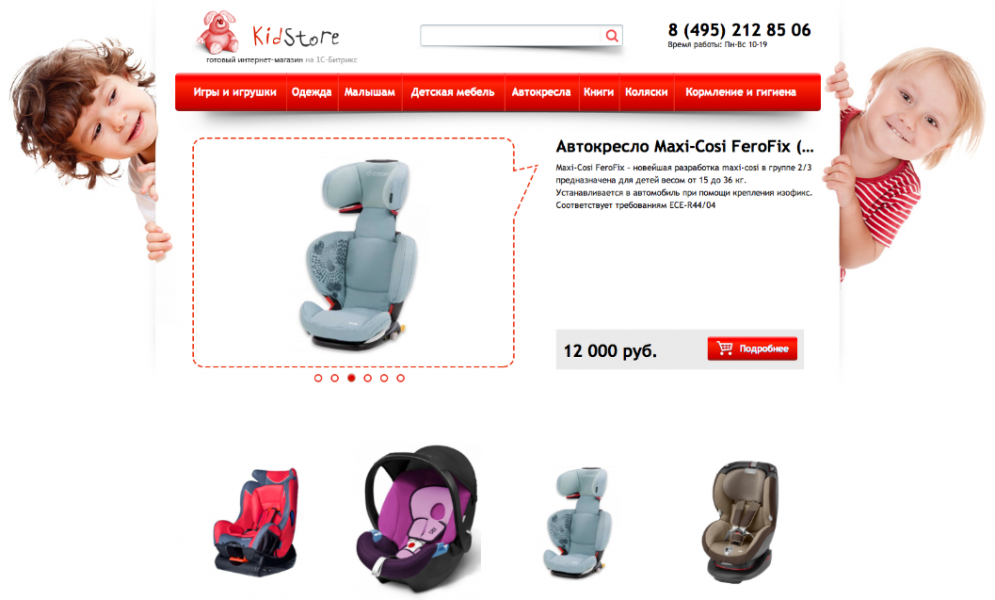 KidStore
готовый интернет-магазин на 1С-Битрикс
8 (495) 212 85 06
Время работы: Пн-Вс 10-19
Игры и игрушки Одежда Малышам Детская мебель Автокресла Книги Коляски Кормление и гигиена
Автокресло Maxi-Cosi FeroFix (...
Maxi-Cosi FeroFix - новейшая разработка maxi-cosi в группе 2/3
предназначена для детей весом от 15 до 36 кг.
Устанавливается в автомобиль при помощи крепления изофикс.
Соответствует требованиям ECE-R44/04
12 000 руб.
Подробнее